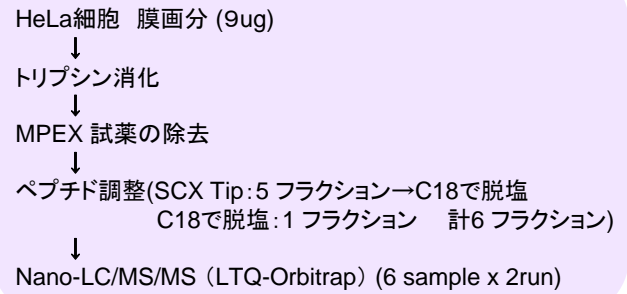 HeLa細胞 膜画分 (9ug)
↓
トリプシン消化
↓
MPEX 試薬の除去
↓
ペプチド調整(SCX Tip:5 フラクション→C18で脱塩
C18で脱塩:1 フラクション 計6 フラクション)
↓
Nano-LC/MS/MS (LTQ-Orbitrap) (6 sample x 2run)